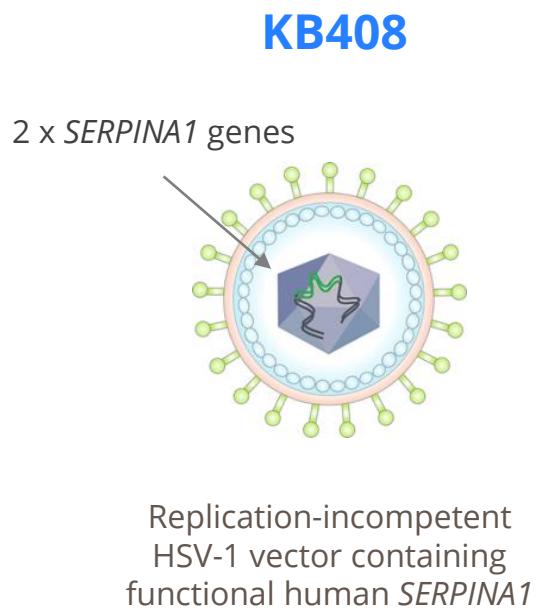 KB408
2 x SERPINA1 genes
Replication-incompetent
HSV-1 vector containing
functional human SERPINA1